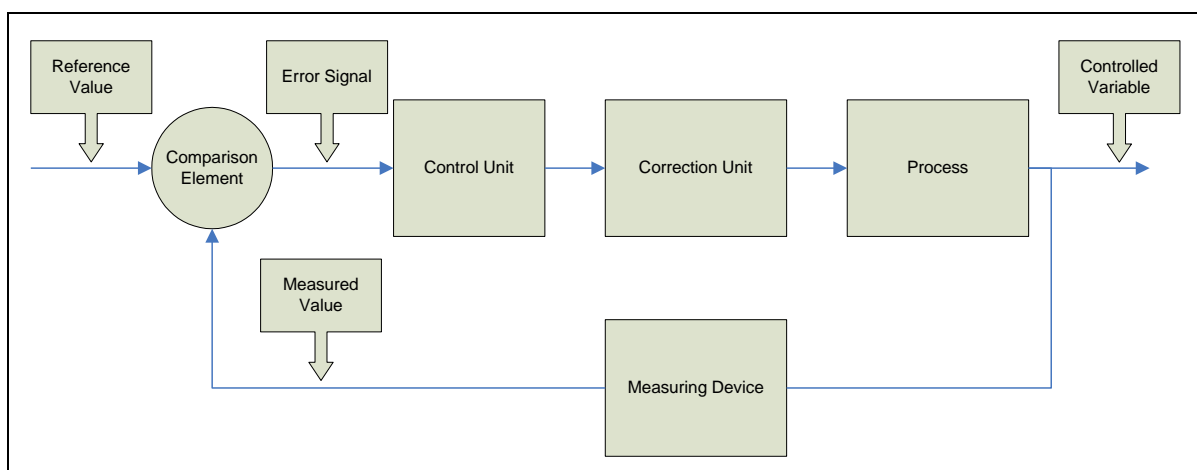 Reference
Value
Error Signal
Controlled
Variable
Comparison
Element
Control Unit
Correction Unit
Process
Measured
Value
Measuring Device